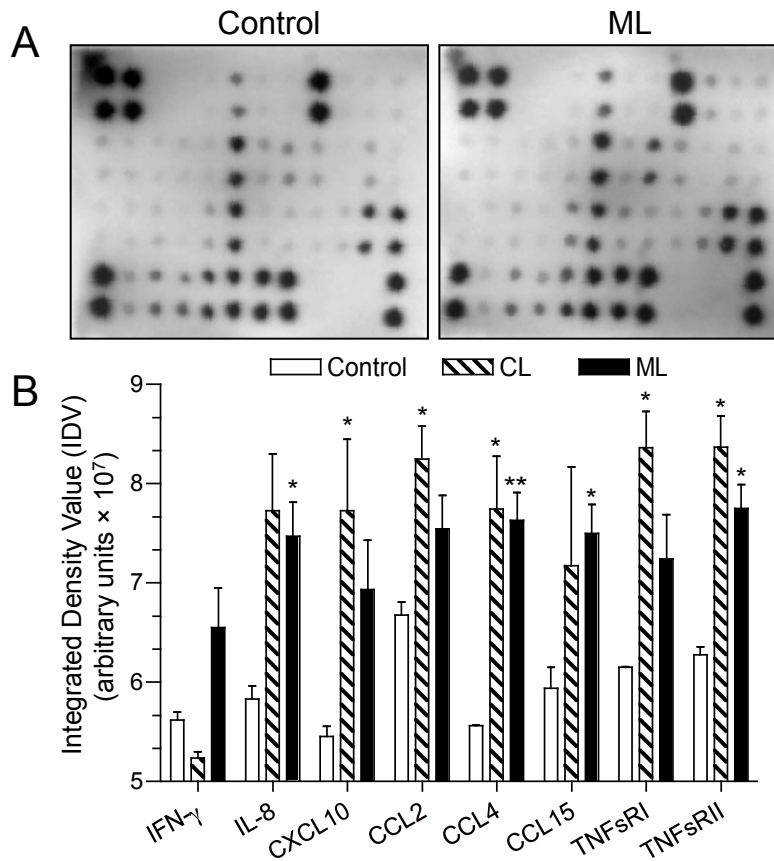 A
Control
ML
Control
CL
ML
B
Integrated Density Value (IDV)
(arbitrary units × 10⁷)
9
8
7
6
5
*
*
*
*
**
*
*
*
*
IFN-γ
IL-8
CXCL10
CCL2
CCL4
CCL15
TNFsRI
TNFsRII